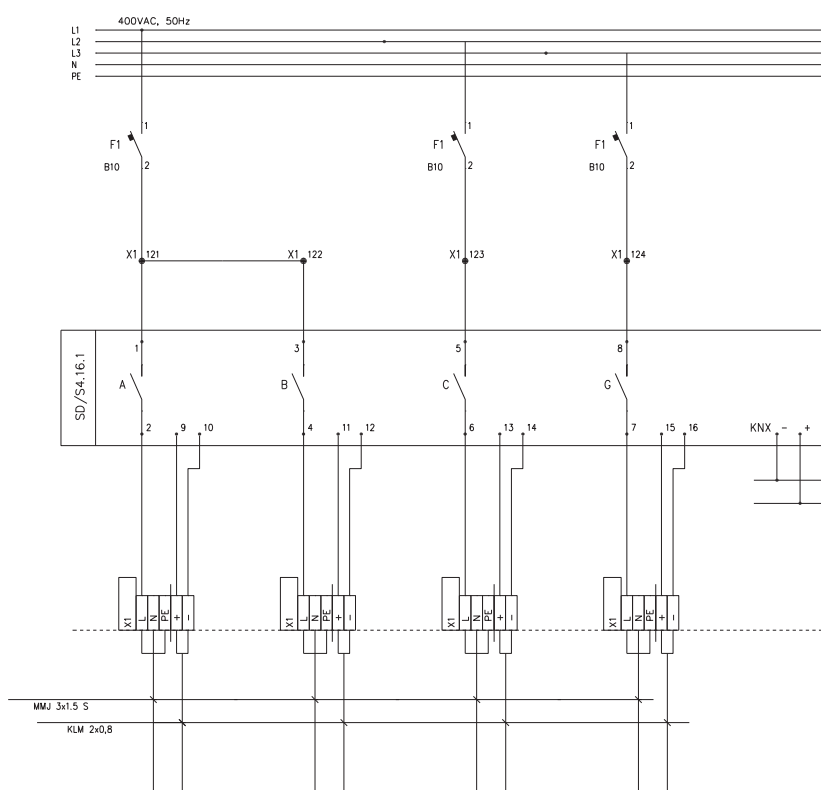 400VAC, 50Hz
L1
L2
L3
N
PE
1 1 1
F1 F1 F1
B10 2 B10 2 B10 2
X1 121 X1 122 X1 123 X1 124
1 3 5 8
SD/S4.16.1
A B C G
2 9 10 4 11 12 6 13 14 7 15 16 KNX - +
X1 L N PE + - X1 L N PE + - X1 L N PE + - X1 L N PE + -
MMJ 3x1.5 S
KLM 2x0,8